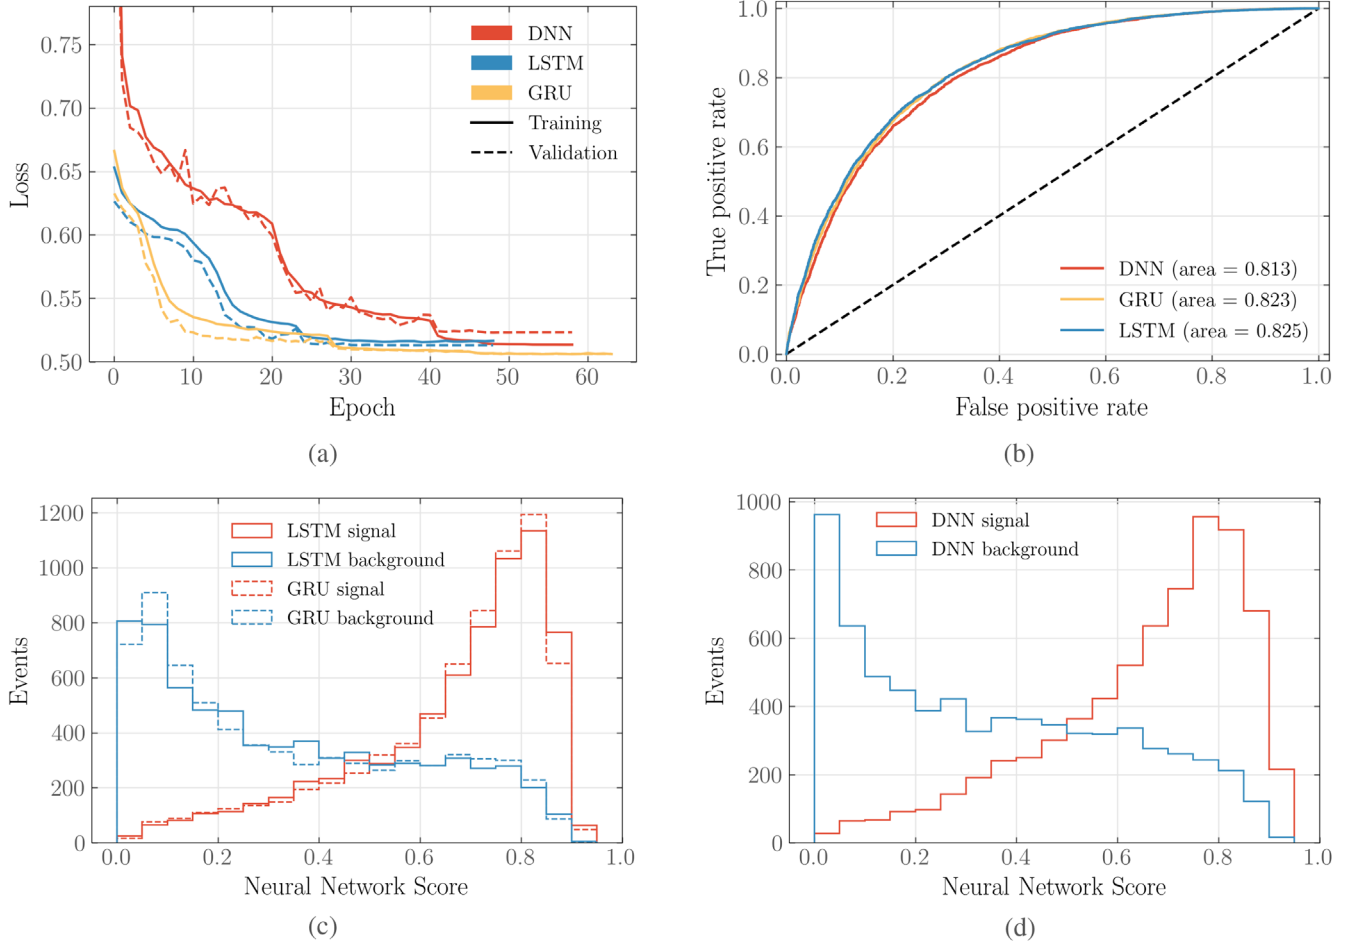 0.75
0.70
0.65
0.60
0.55
0.50
Loss
0 10 20 30 40 50 60
Epoch
DNN
LSTM
GRU
Training
Validation
(a)
1.0
0.8
0.6
0.4
0.2
0.0
True positive rate
0.0 0.2 0.4 0.6 0.8 1.0
False positive rate
DNN (area = 0.813)
GRU (area = 0.823)
LSTM (area = 0.825)
(b)
1200
1000
800
600
400
200
0
Events
0.0 0.2 0.4 0.6 0.8 1.0
Neural Network Score
LSTM signal
LSTM background
GRU signal
GRU background
(c)
1000
800
600
400
200
0
Events
0.0 0.2 0.4 0.6 0.8 1.0
Neural Network Score
DNN signal
DNN background
(d)